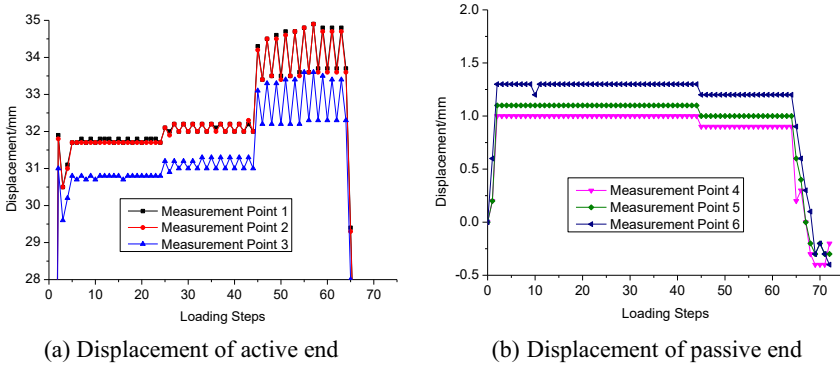 35
34
33
32
31
30
29
28
Displacement/mm
Measurement Point 1
Measurement Point 2
Measurement Point 3
0 10 20 30 40 50 60 70
Loading Steps
(a) Displacement of active end
2.0
1.5
1.0
0.5
0.0
-0.5
Displacement/mm
Measurement Point 4
Measurement Point 5
Measurement Point 6
0 10 20 30 40 50 60 70
Loading Steps
(b) Displacement of passive end